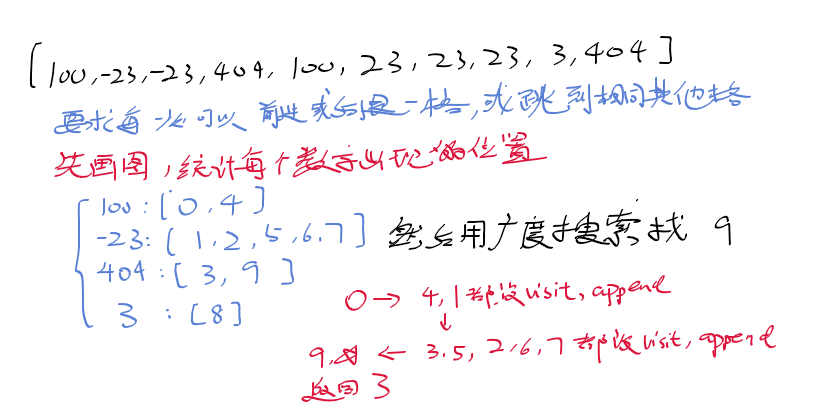 [100,-23,-23,404,100,23,23,23,3,404]
要求每次可以前进或后退一格,或跳到相同其他格
先画图,统计每个数字出现的位置
100:[0,4]
-23:[1,2,5,6,7]
404:[3,9]
3:[8]
然后用广度搜索找 9
0→4,1都没visit,append
↓
9, ← 3,5,2,6,7都没visit,append
返回3